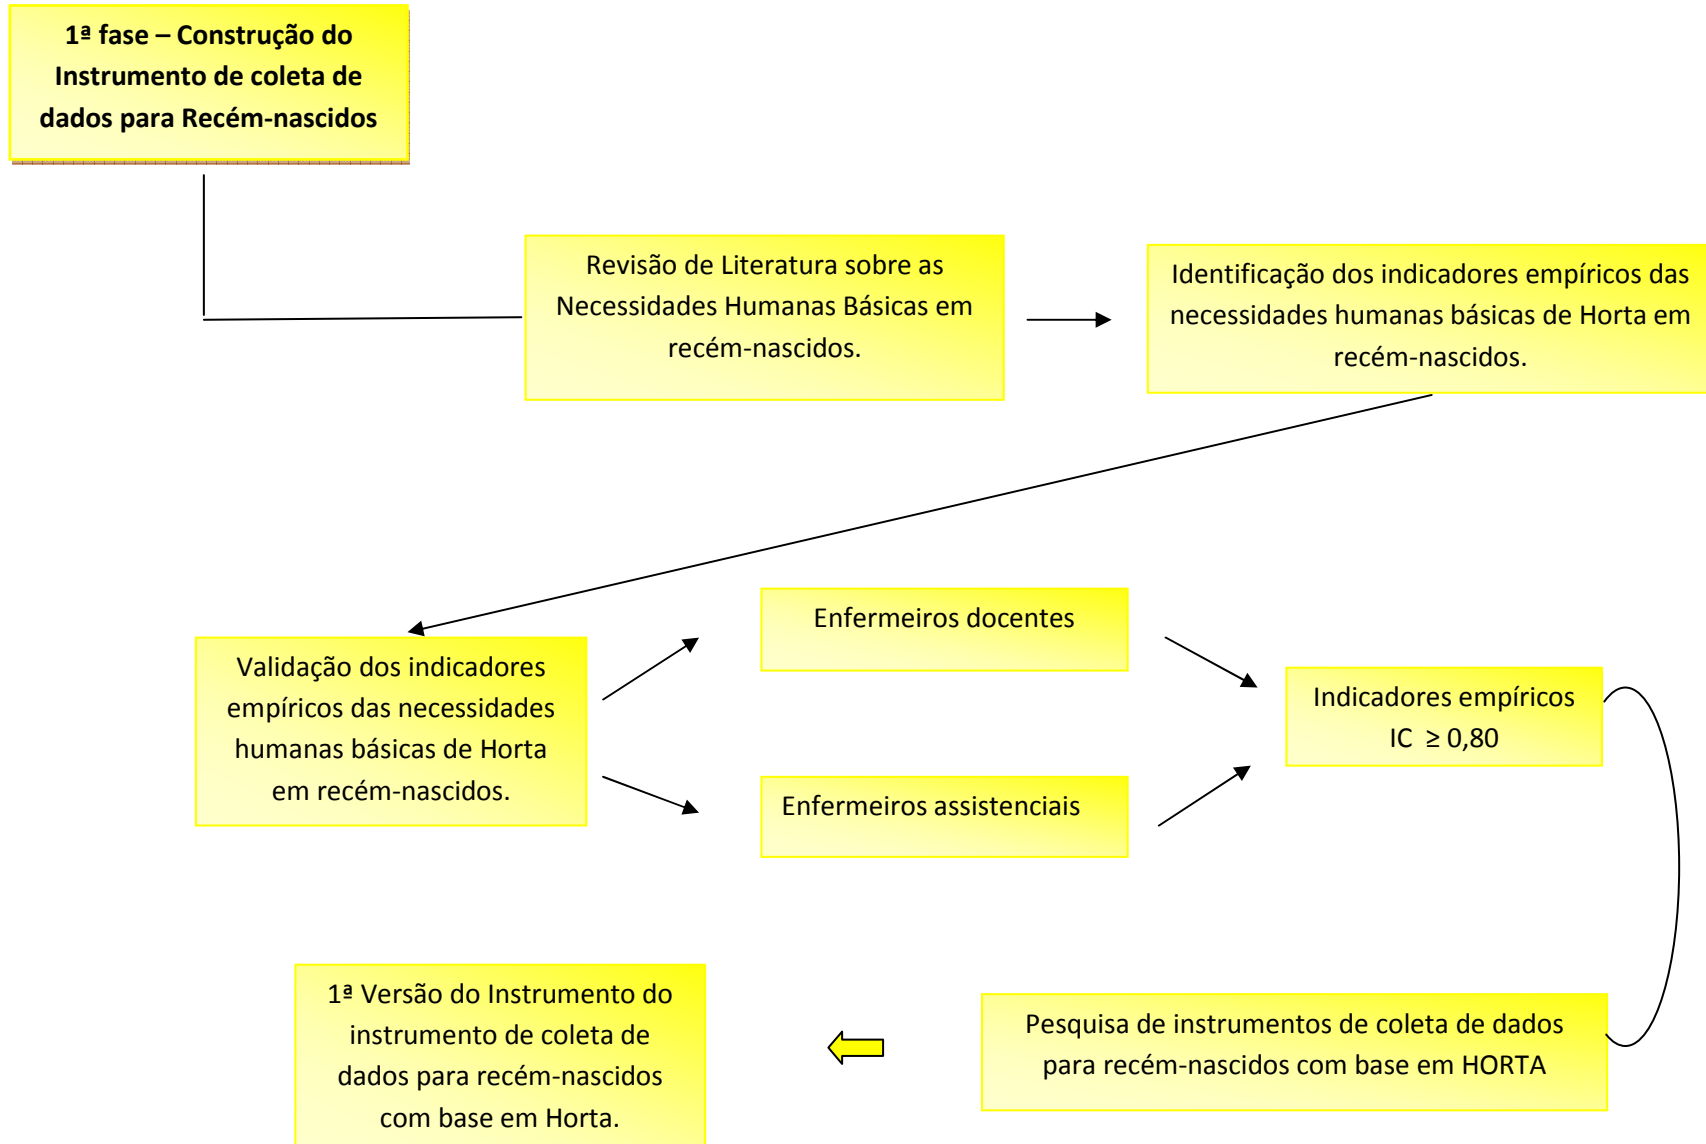 1ª fase – Construção do
Instrumento de coleta de
dados para Recém-nascidos
Revisão de Literatura sobre as
Necessidades Humanas Básicas em
recém-nascidos.
Identificação dos indicadores empíricos das
necessidades humanas básicas de Horta em
recém-nascidos.
Validação dos indicadores
empíricos das necessidades
humanas básicas de Horta
em recém-nascidos.
Enfermeiros docentes
Enfermeiros assistenciais
Indicadores empíricos
IC ≥ 0,80
Pesquisa de instrumentos de coleta de dados
para recém-nascidos com base em HORTA
1ª Versão do Instrumento do
instrumento de coleta de
dados para recém-nascidos
com base em Horta.